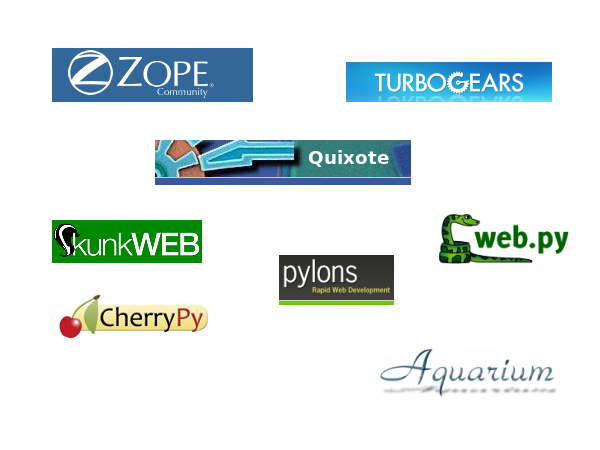 ZOPE
Community
TURBOGEARS
Quixote
SkunkWEB
web.py
pylons
Rapid Web Development
CherryPy
Aquarium